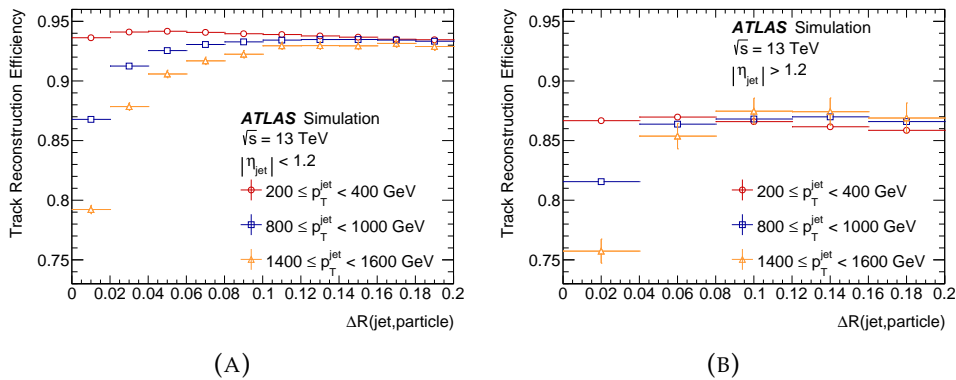 Track Reconstruction Efficiency
0.95
0.9
0.85
0.8
0.75
ATLAS Simulation
√s = 13 TeV
|η_jet| < 1.2
200 ≤ p_T^jet < 400 GeV
800 ≤ p_T^jet < 1000 GeV
1400 ≤ p_T^jet < 1600 GeV
0 0.02 0.04 0.06 0.08 0.1 0.12 0.14 0.16 0.18 0.2
ΔR(jet,particle)
(A)
Track Reconstruction Efficiency
0.95
0.9
0.85
0.8
0.75
ATLAS Simulation
√s = 13 TeV
|η_jet| > 1.2
200 ≤ p_T^jet < 400 GeV
800 ≤ p_T^jet < 1000 GeV
1400 ≤ p_T^jet < 1600 GeV
0 0.02 0.04 0.06 0.08 0.1 0.12 0.14 0.16 0.18 0.2
ΔR(jet,particle)
(B)